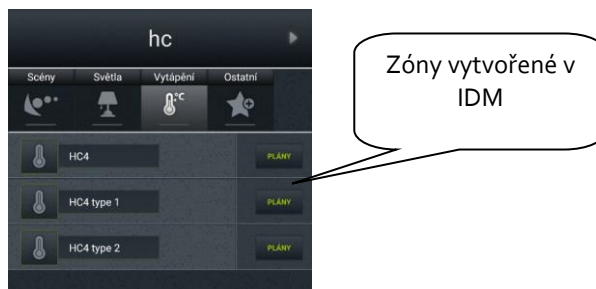 hc
Scény Světla Vytápění Ostatní
°C
HC4 PLÁNY
HC4 type 1 PLÁNY
HC4 type 2 PLÁNY
Zóny vytvořené v
IDM